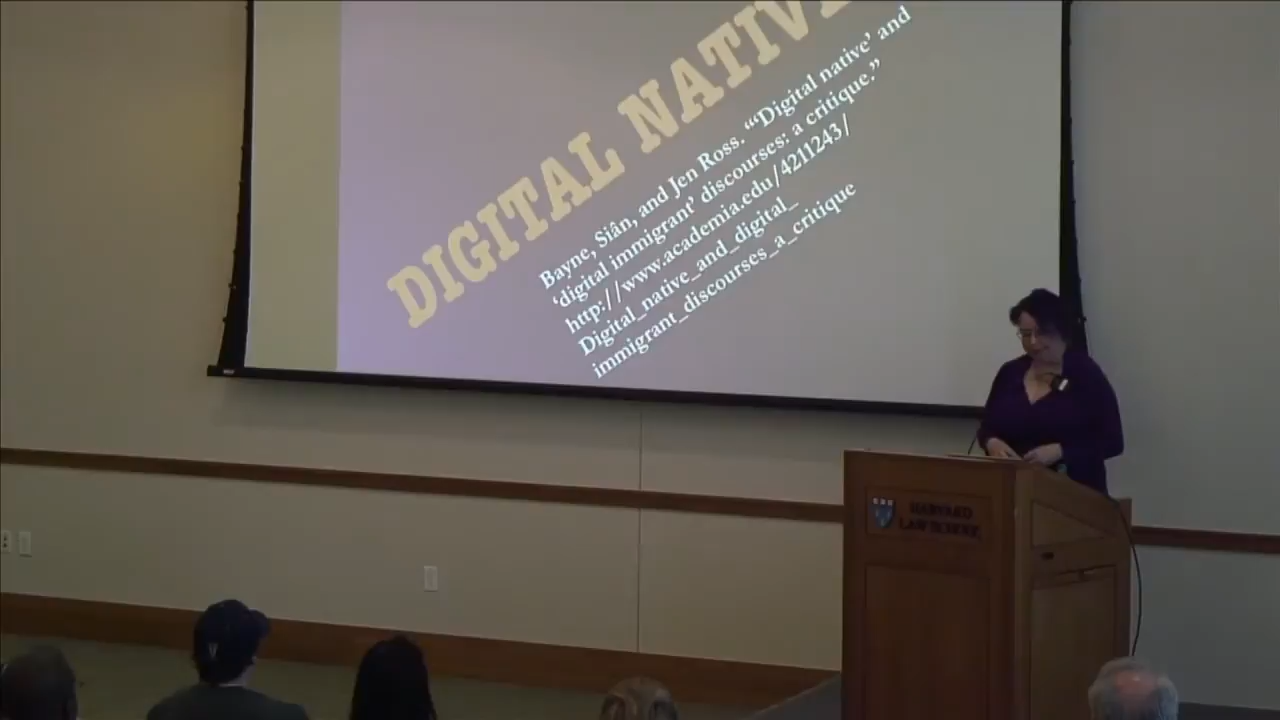 DIGITAL NATIV
Bayne, Siân, and Jen Ross. “‘Digital native’ and
‘digital immigrant’ discourses: a critique.”
http://www.academia.edu/4211243/
Digital_native_and_digital_
immigrant_discourses_a_critique
HARVARD
LAW SCHOOL